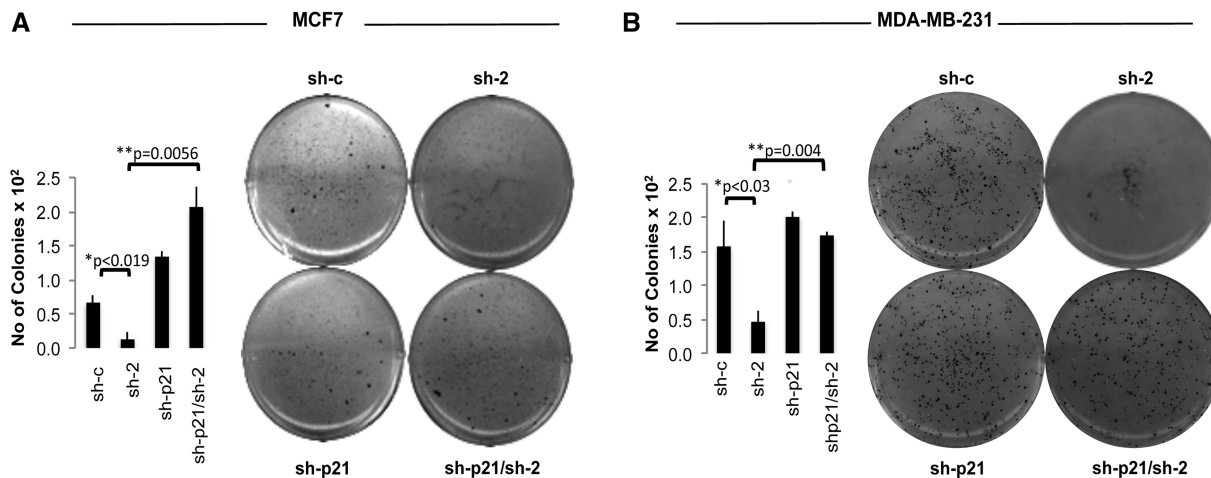 A
MCF7
sh-c
sh-2
**p=0.0056
*p<0.019
No of Colonies x 10²
2.5
2.0
1.5
1.0
0.5
0.0
sh-c
sh-2
sh-p21
sh-p21/sh-2
sh-p21
sh-p21/sh-2
B
MDA-MB-231
sh-c
sh-2
**p=0.004
*p<0.03
No of Colonies x 10²
2.5
2.0
1.5
1.0
0.5
0.0
sh-c
sh-2
sh-p21
shp21/sh-2
sh-p21
sh-p21/sh-2